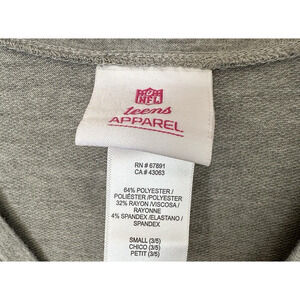 NFL
teens
APPAREL
RN # 67891
CA # 43063
64% POLYESTER /
POLIÉSTER /POLYESTER
32% RAYON /VISCOSA /
RAYONNE
4% SPANDEX /ELASTANO /
SPANDEX
SMALL (3/5)
CHICO (3/5)
PETIT (3/5)